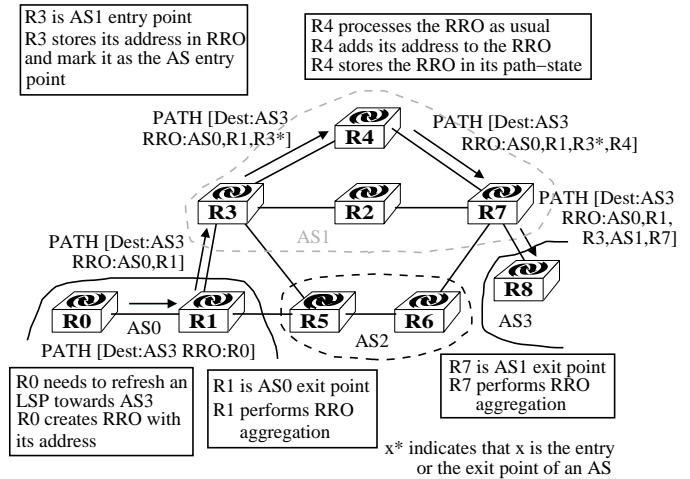 R3 is AS1 entry point
R3 stores its address in RRO
and mark it as the AS entry
point
R4 processes the RRO as usual
R4 adds its address to the RRO
R4 stores the RRO in its path−state
PATH [Dest:AS3
RRO:AS0,R1,R3*]
R4
PATH [Dest:AS3
RRO:AS0,R1,R3*,R4]
R3
R2
R7
PATH [Dest:AS3
RRO:AS0,R1,
R3,AS1,R7]
AS1
PATH [Dest:AS3
RRO:AS0,R1]
R8
R0
AS0
R1
R5
R6
AS2
AS3
PATH [Dest:AS3 RRO:R0]
R0 needs to refresh an
LSP towards AS3
R0 creates RRO with
its address
R1 is AS0 exit point
R1 performs RRO
aggregation
R7 is AS1 exit point
R7 performs RRO
aggregation
x* indicates that x is the entry
or the exit point of an AS